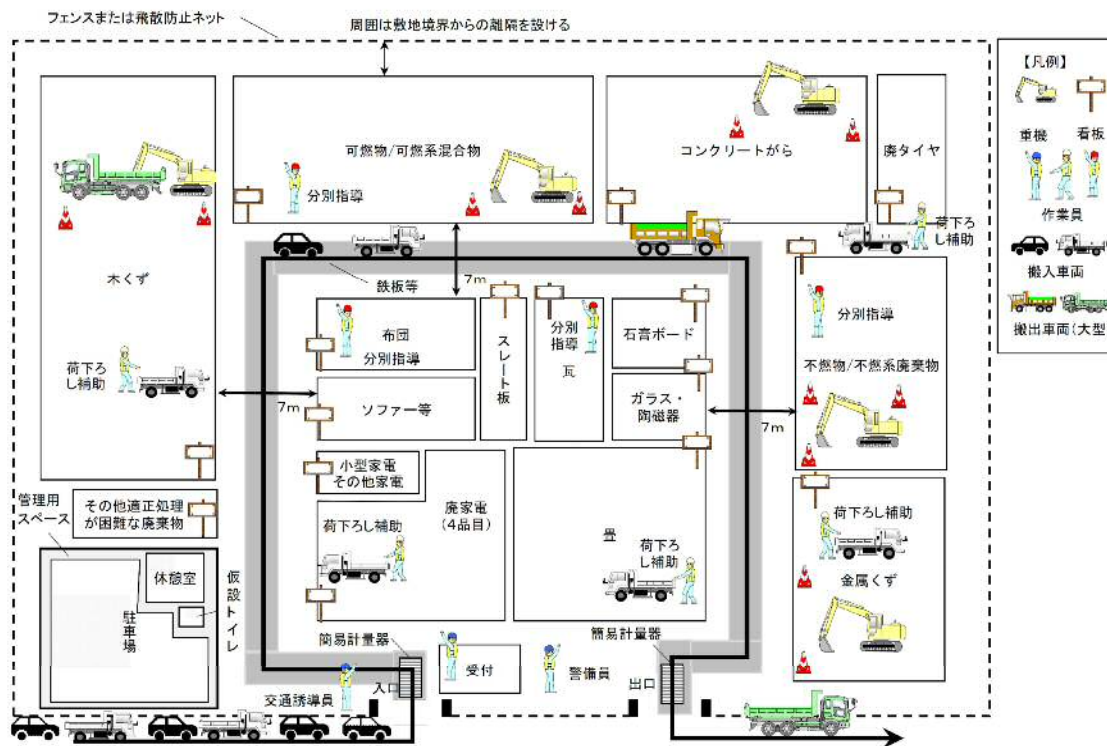 フェンスまたは飛散防止ネット
周囲は敷地境界からの離隔を設ける
【凡例】
重機
看板
作業員
搬入車両
搬出車両(大型
可燃物/可燃系混合物
分別指導
コンクリートがら
廃タイヤ
荷下ろ
し補助
木くず
鉄板等
7m
布団
分別指導
スレート板
分別
指導
瓦
石膏ボード
分別指導
不燃物/不燃系廃棄物
荷下ろ
し補助
7m
ソファー等
ガラス・
陶磁器
7m
小型家電
その他家電
管理用
スペース
その他適正処理
が困難な廃棄物
廃家電
(4品目)
荷下ろし補助
畳
荷下ろ
し補助
荷下ろし補助
金属くず
休憩室
仮設トイレ
駐車場
簡易計量器
受付
警備員
簡易計量器
交通誘導員
入口
出口